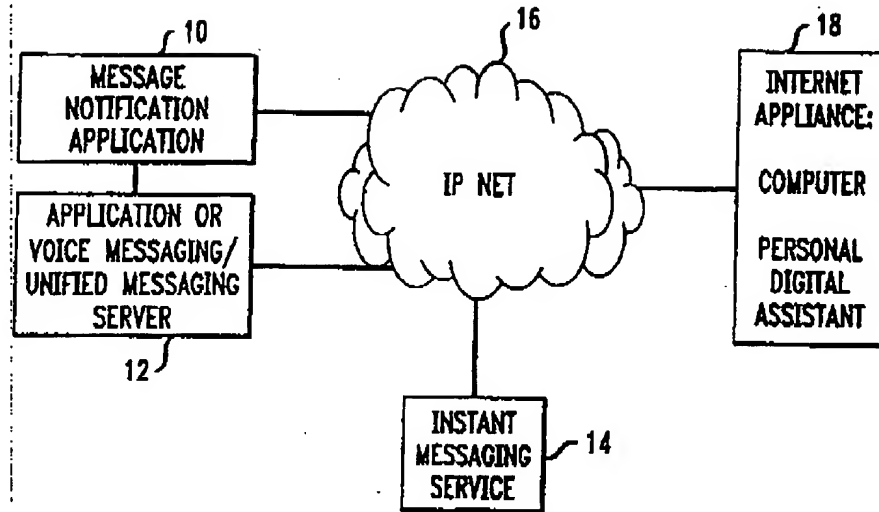 10
MESSAGE
NOTIFICATION
APPLICATION
APPLICATION OR
VOICE MESSAGING/
UNIFIED MESSAGING
SERVER
12
16
IP NET
INSTANT
MESSAGING
SERVICE
14
18
INTERNET
APPLIANCE:
COMPUTER
PERSONAL
DIGITAL
ASSISTANT